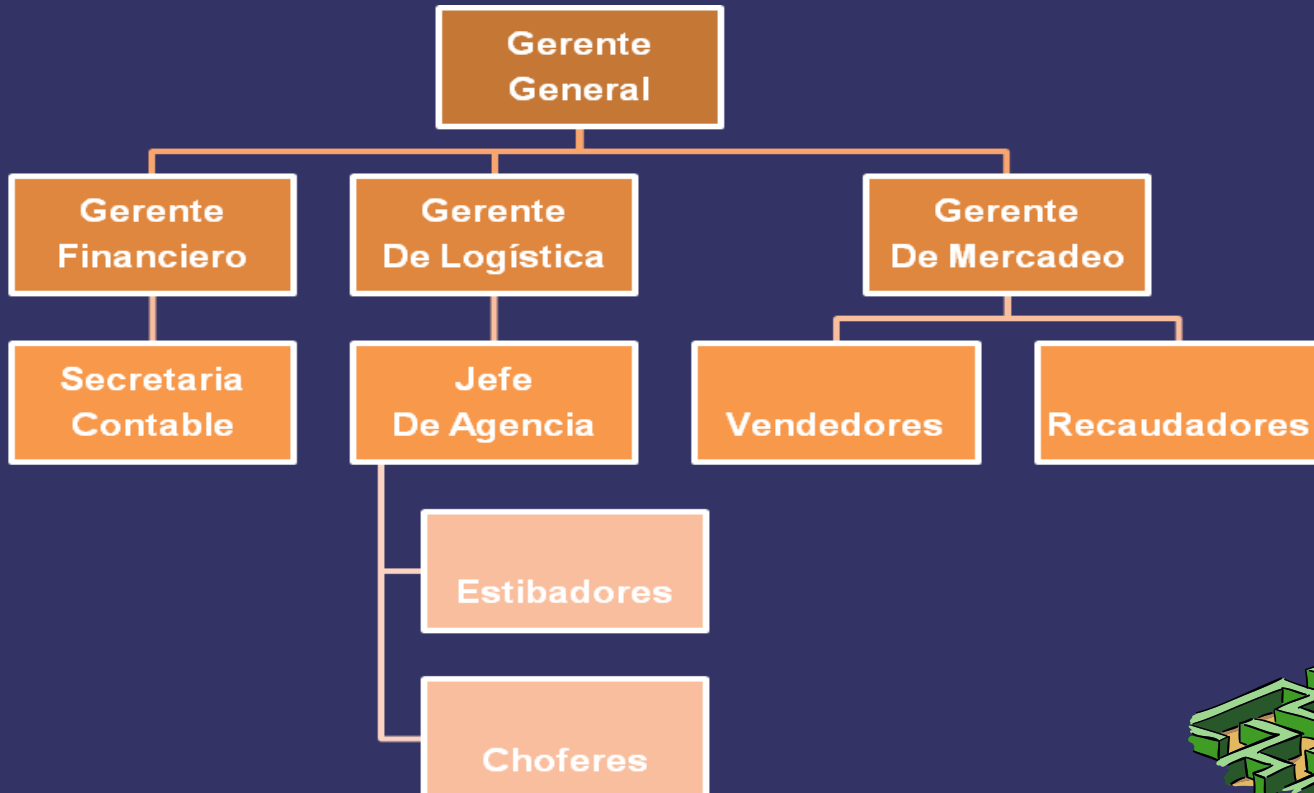 Gerente
General
Gerente
Financiero
Gerente
De Logística
Gerente
De Mercadeo
Secretaria
Contable
Jefe
De Agencia
Vendedores
Recaudadores
Estibadores
Choferes